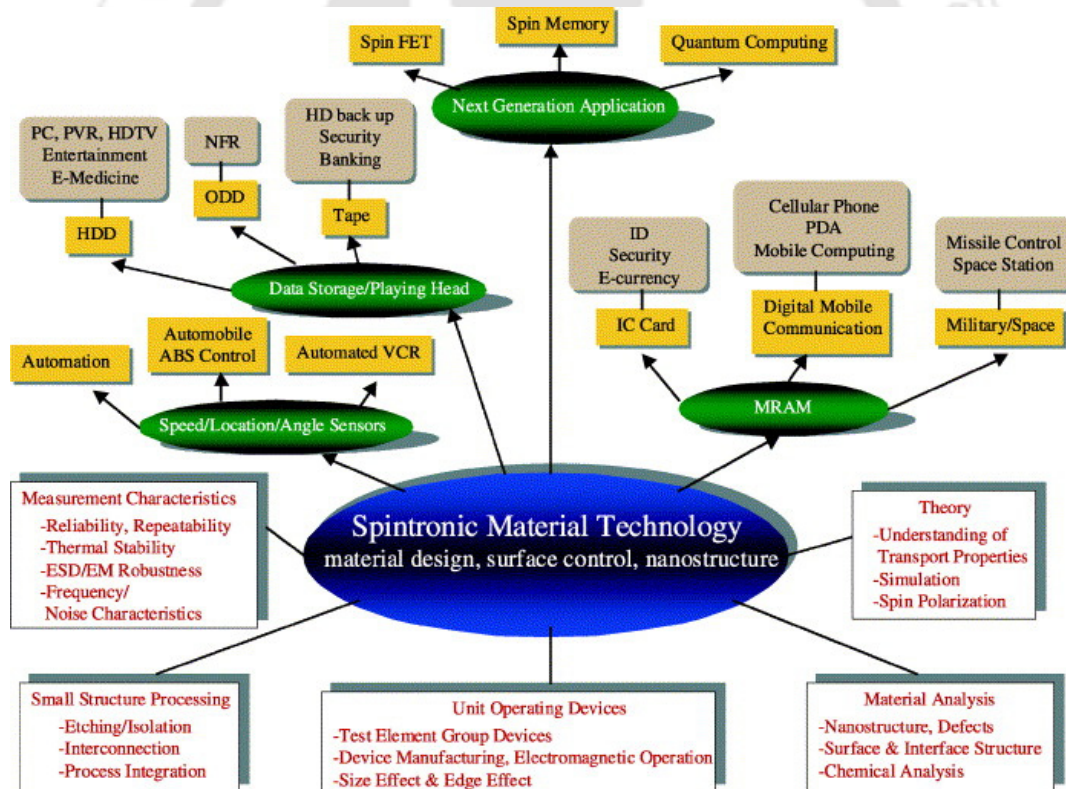 Spin FET
Spin Memory
Quantum Computing
Next Generation Application
PC, PVR, HDTV
Entertainment
E-Medicine
HDD
NFR
ODD
HD back up
Security
Banking
Tape
Data Storage/Playing Head
ID
Security
E-currency
IC Card
Cellular Phone
PDA
Mobile Computing
Digital Mobile
Communication
Missile Control
Space Station
Military/Space
MRAM
Automation
Automobile
ABS Control
Automated VCR
Speed/Location/Angle Sensors
Spintronic Material Technology
material design, surface control, nanostructure
Measurement Characteristics
-Reliability, Repeatability
-Thermal Stability
-ESD/EM Robustness
-Frequency/
Noise Characteristics
Theory
-Understanding of
Transport Properties
-Simulation
-Spin Polarization
Small Structure Processing
-Etching/Isolation
-Interconnection
-Process Integration
Unit Operating Devices
-Test Element Group Devices
-Device Manufacturing, Electromagnetic Operation
-Size Effect & Edge Effect
Material Analysis
-Nanostructure, Defects
-Surface & Interface Structure
-Chemical Analysis